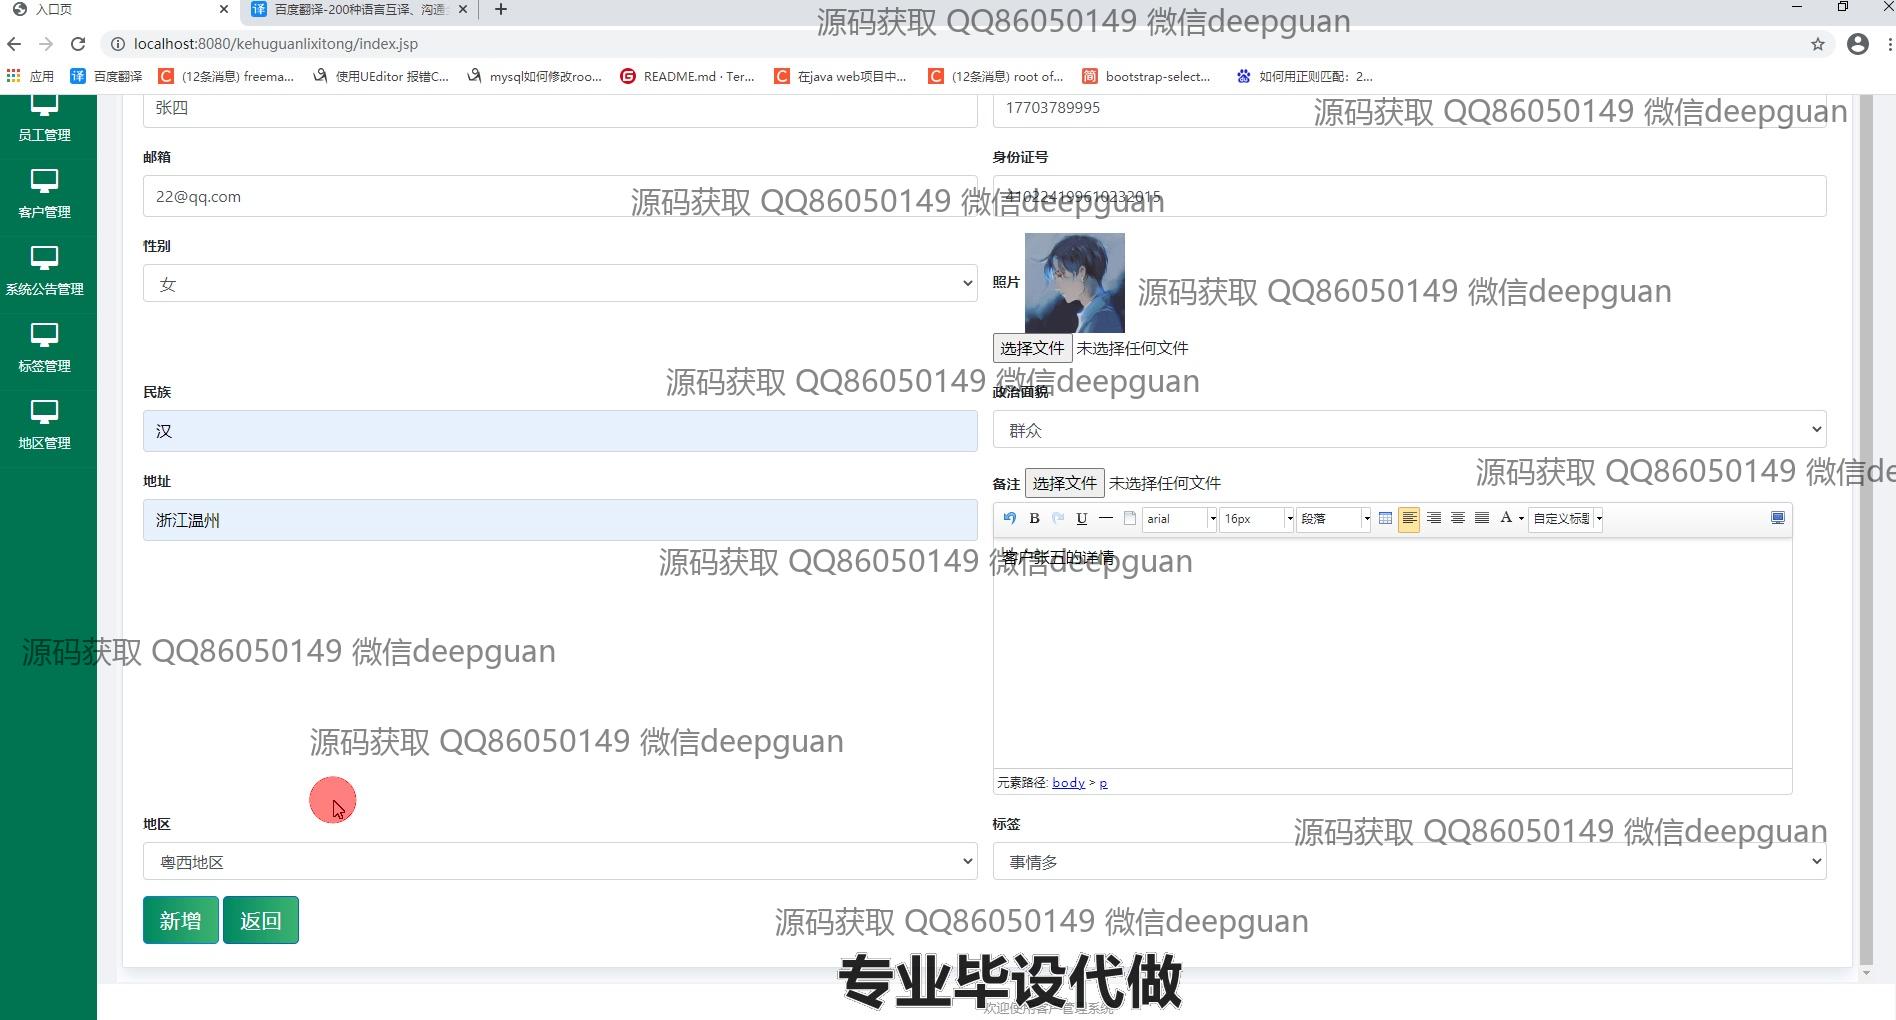 入口页
百度翻译-200种语言互译、沟通
源码获取 QQ86050149 微信deepguan
localhost:8080/kehuguanlixitong/index.jsp
应用 百度翻译 (12条消息) freema... 使用UEditor 报错C... mysql如何修改roo... README.md · Ter... 在java web项目中... (12条消息) root of... bootstrap-select... 如何用正则匹配：2...
员工管理
客户管理
系统公告管理
标签管理
地区管理
张四
17703789995
源码获取 QQ86050149 微信deepguan
邮箱
身份证号
22@qq.com
410224199610232015
源码获取 QQ86050149 微信deepguan
性别
女
照片
源码获取 QQ86050149 微信deepguan
选择文件 未选择任何文件
源码获取 QQ86050149 微信deepguan
民族
政治面貌
汉
群众
源码获取 QQ86050149 微信de
地址
备注 选择文件 未选择任何文件
浙江温州
B U arial 16px 段落 A 自定义标题
客户张五的详情
源码获取 QQ86050149 微信deepguan
源码获取 QQ86050149 微信deepguan
源码获取 QQ86050149 微信deepguan
元素路径: body > p
地区
标签
源码获取 QQ86050149 微信deepguan
粤西地区
事情多
新增 返回
源码获取 QQ86050149 微信deepguan
专业毕设代做
欢迎使用客户管理系统